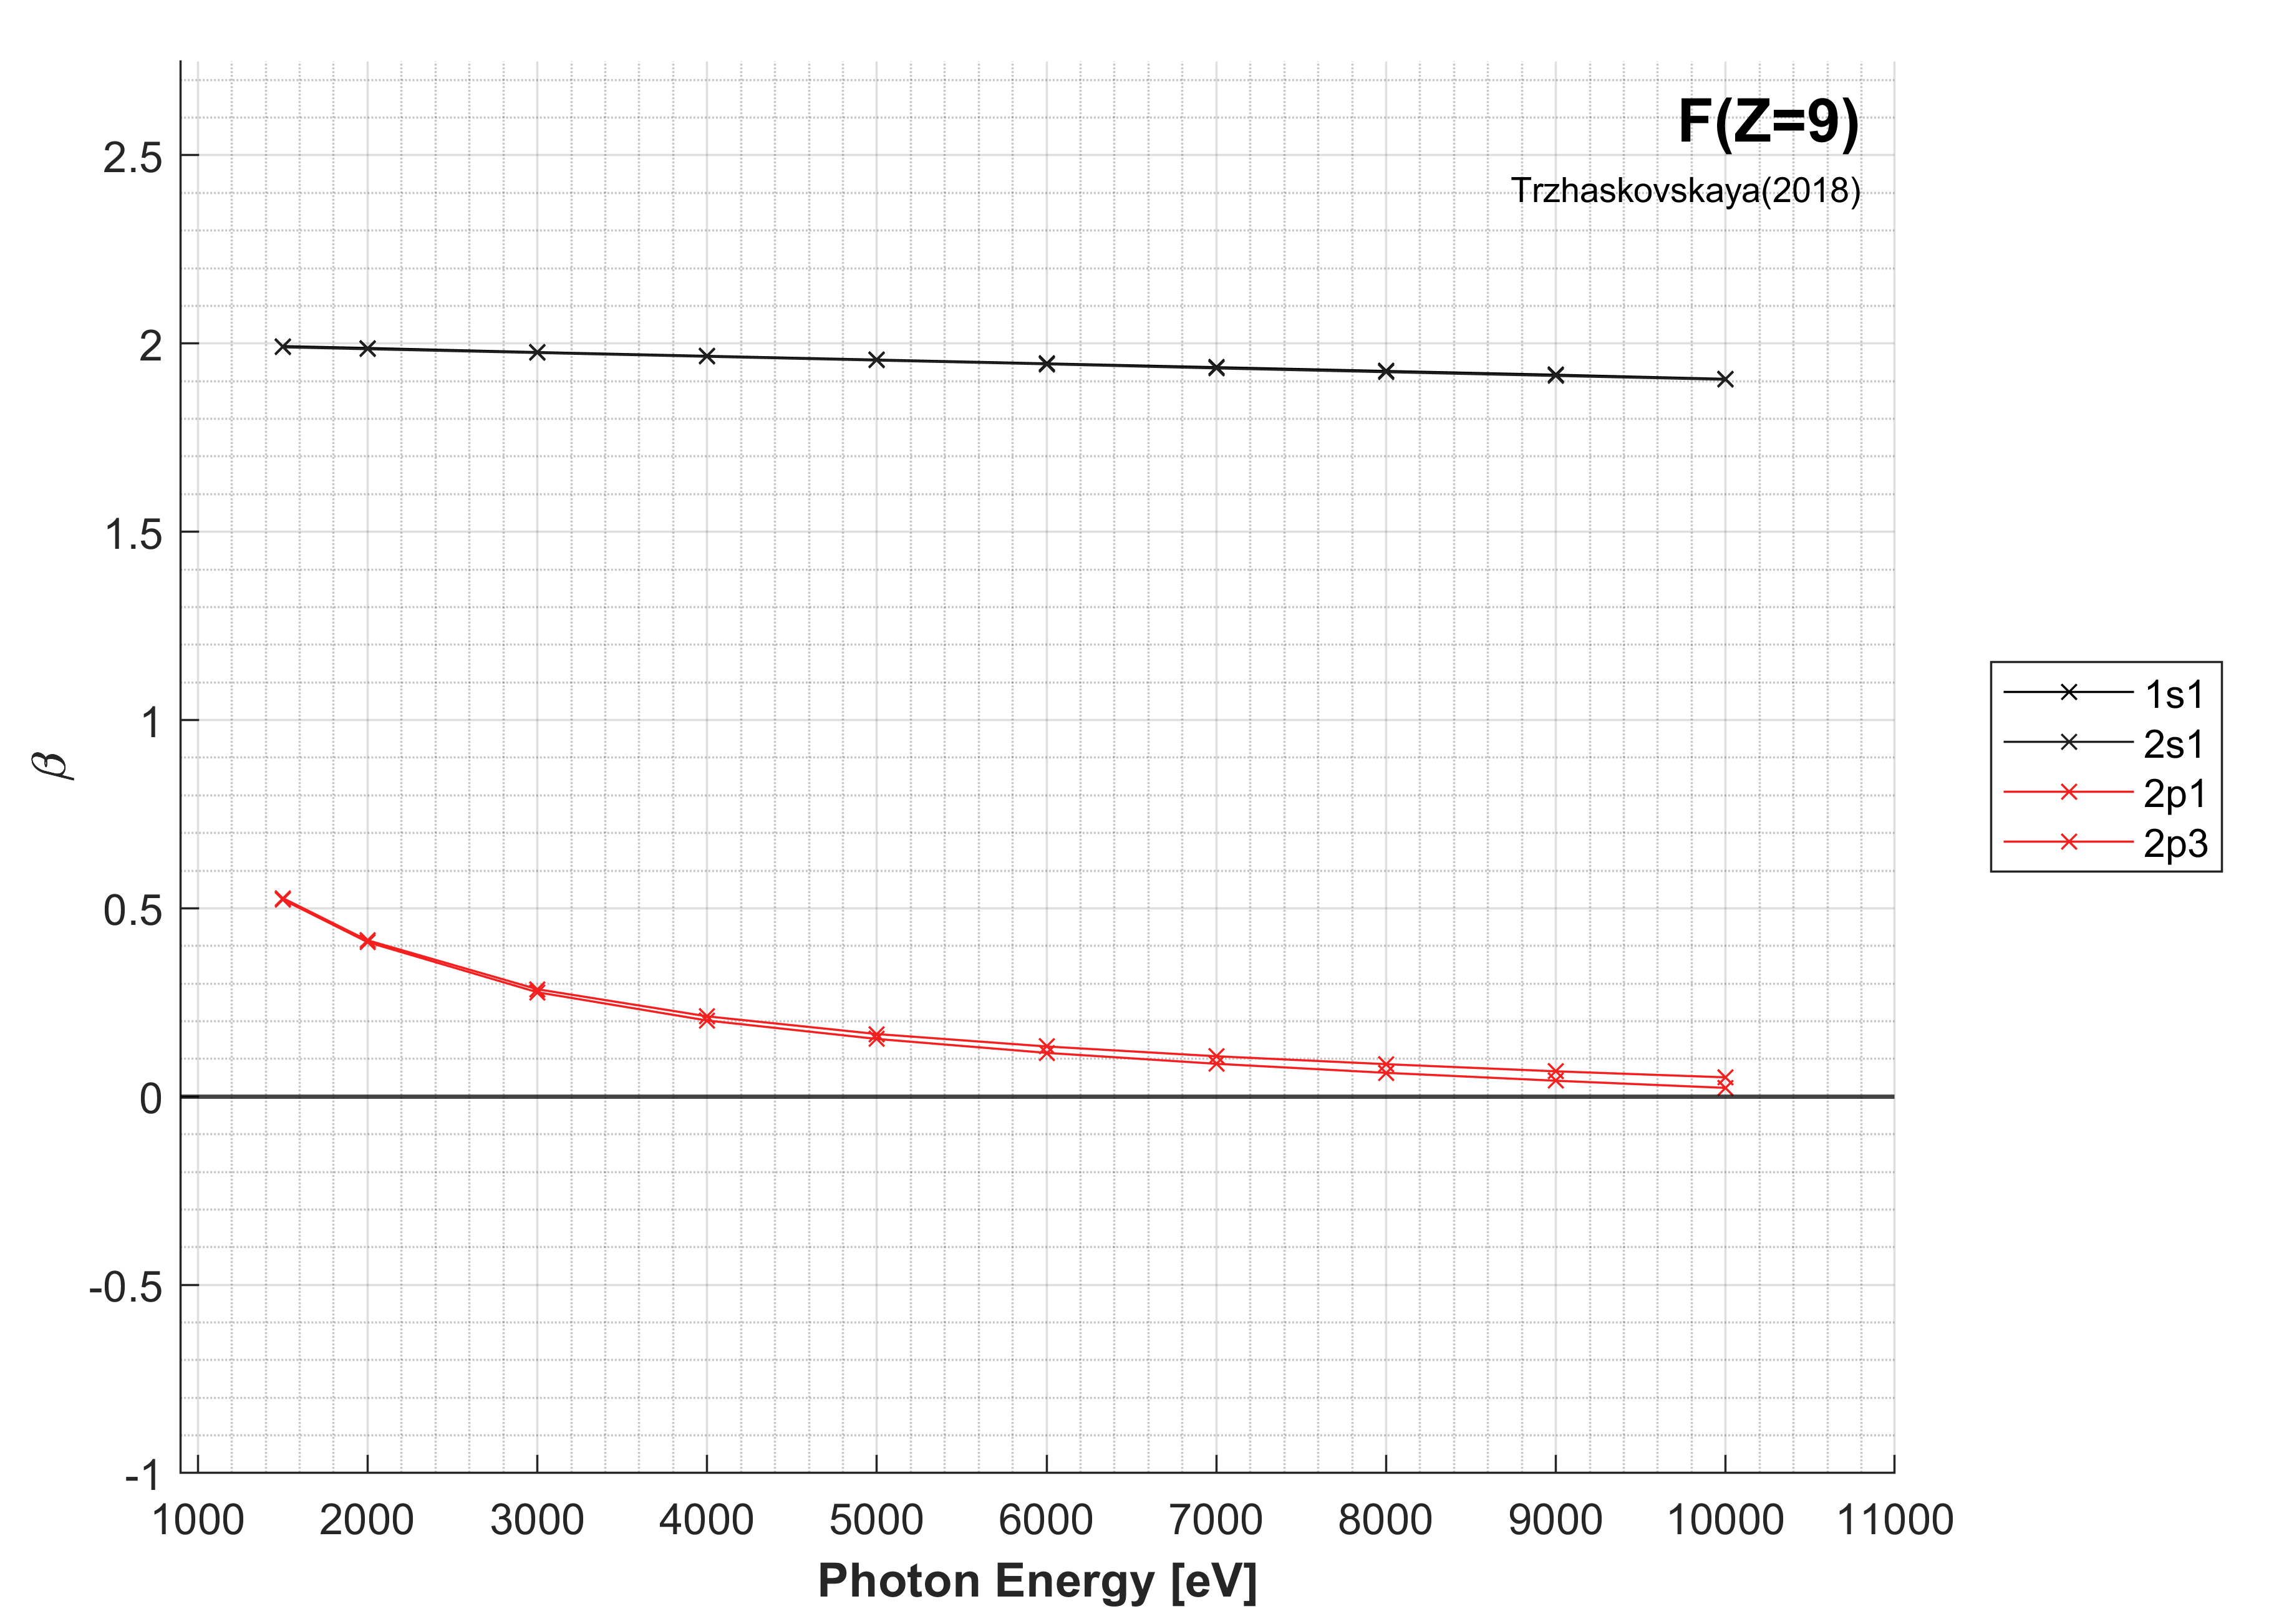 F(Z=9)
Trzhaskovskaya(2018)
2.5
2
1.5
1
0.5
0
-0.5
-1
β
1000 2000 3000 4000 5000 6000 7000 8000 9000 10000 11000
Photon Energy [eV]
1s1
2s1
2p1
2p3